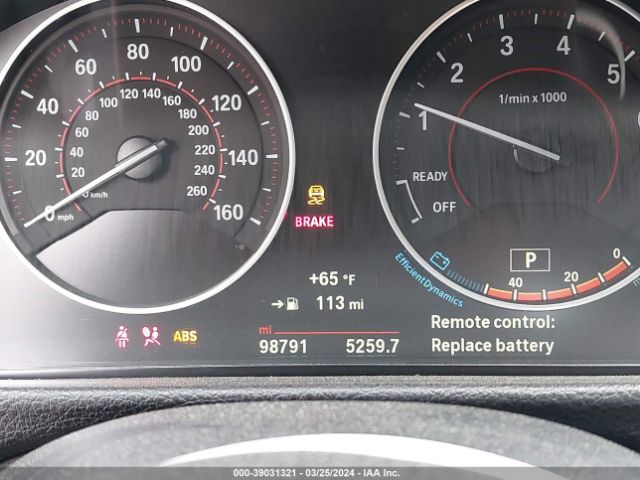 80
60
100
40
120
20
140
0 mph
160
100 120 140
80
160
60
180
40
200
220
20
240
0 km/h
260
BRAKE
+65 °F
113 mi
ABS
mi
98791 5259.7
1 2 3 4 5
1/min x 1000
READY
OFF
P
EfficientDynamics
40 20 0
Remote control:
Replace battery
000-39031321 - 03/25/2024 - IAA Inc.